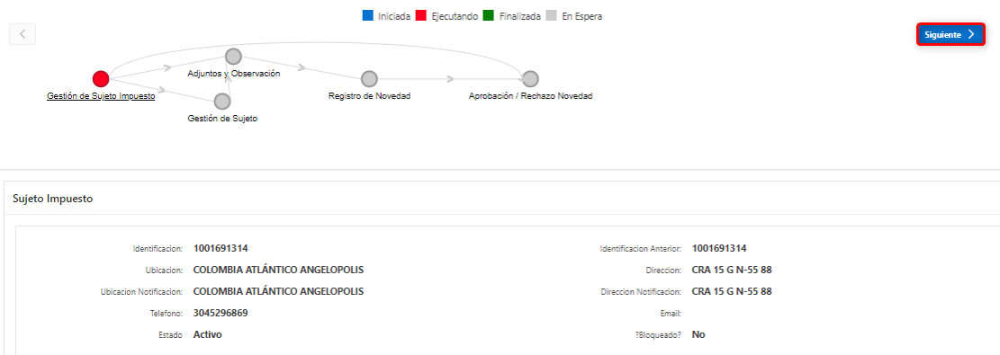 Iniciada Ejecutando Finalizada En Espera
Siguiente
Adjuntos y Observación
Gestión de Sujeto Impuesto
Registro de Novedad
Aprobación / Rechazo Novedad
Gestión de Sujeto
Sujeto Impuesto
Identificacion: 1001691314 Identificacion Anterior: 1001691314
Ubicacion: COLOMBIA ATLÁNTICO ANGELOPOLIS Direccion: CRA 15 G N-55 88
Ubicacion Notificacion: COLOMBIA ATLÁNTICO ANGELOPOLIS Direccion Notificacion: CRA 15 G N-55 88
Telefono: 3045296869 Email:
Estado Activo ?Bloqueado? No